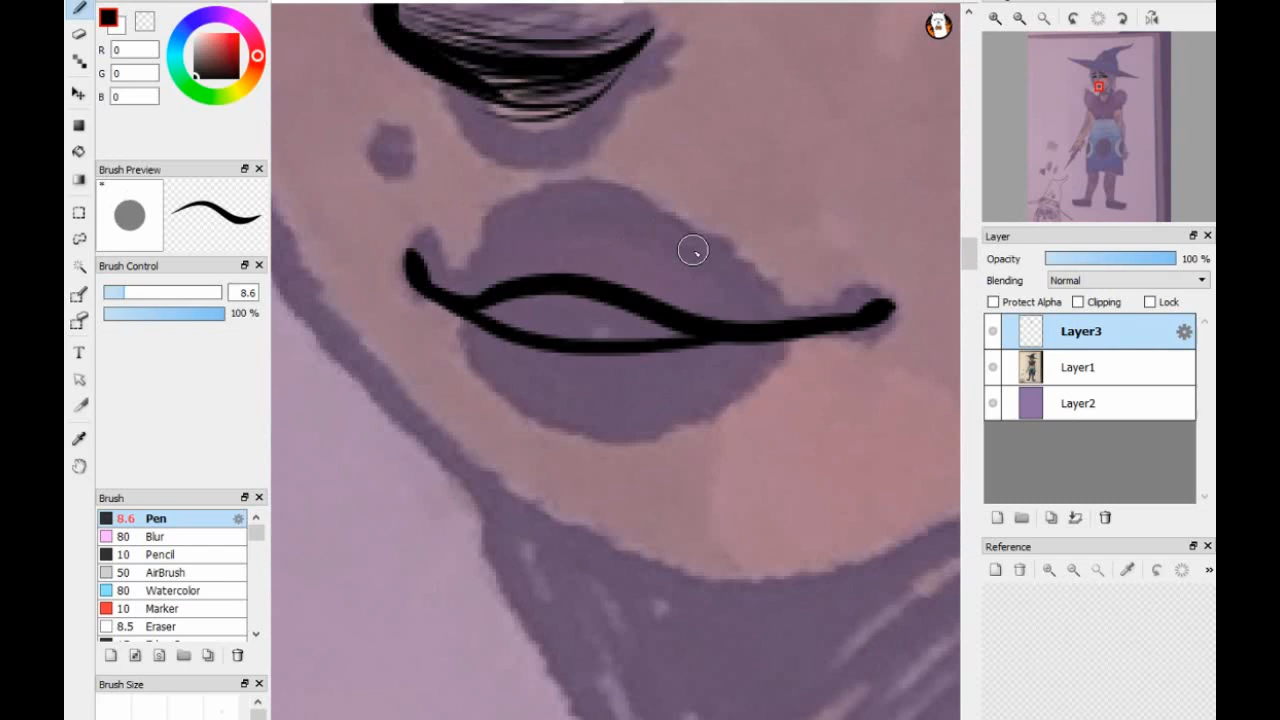 R 0
G 0
B 0
Brush Preview
*
Brush Control
8.6
100 %
Brush
8.6 Pen
80 Blur
10 Pencil
50 AirBrush
80 Watercolor
10 Marker
8.5 Eraser
Brush Size
T
S
Layer
Opacity 100 %
Blending Normal
Protect Alpha Clipping Lock
Layer3
Layer1
Layer2
Reference
»